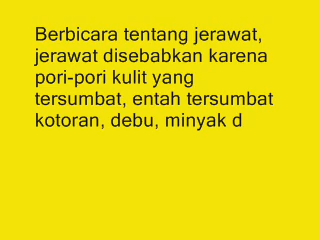 Berbicara tentang jerawat,
jerawat disebabkan karena
pori-pori kulit yang
tersumbat, entah tersumbat
kotoran, debu, minyak d